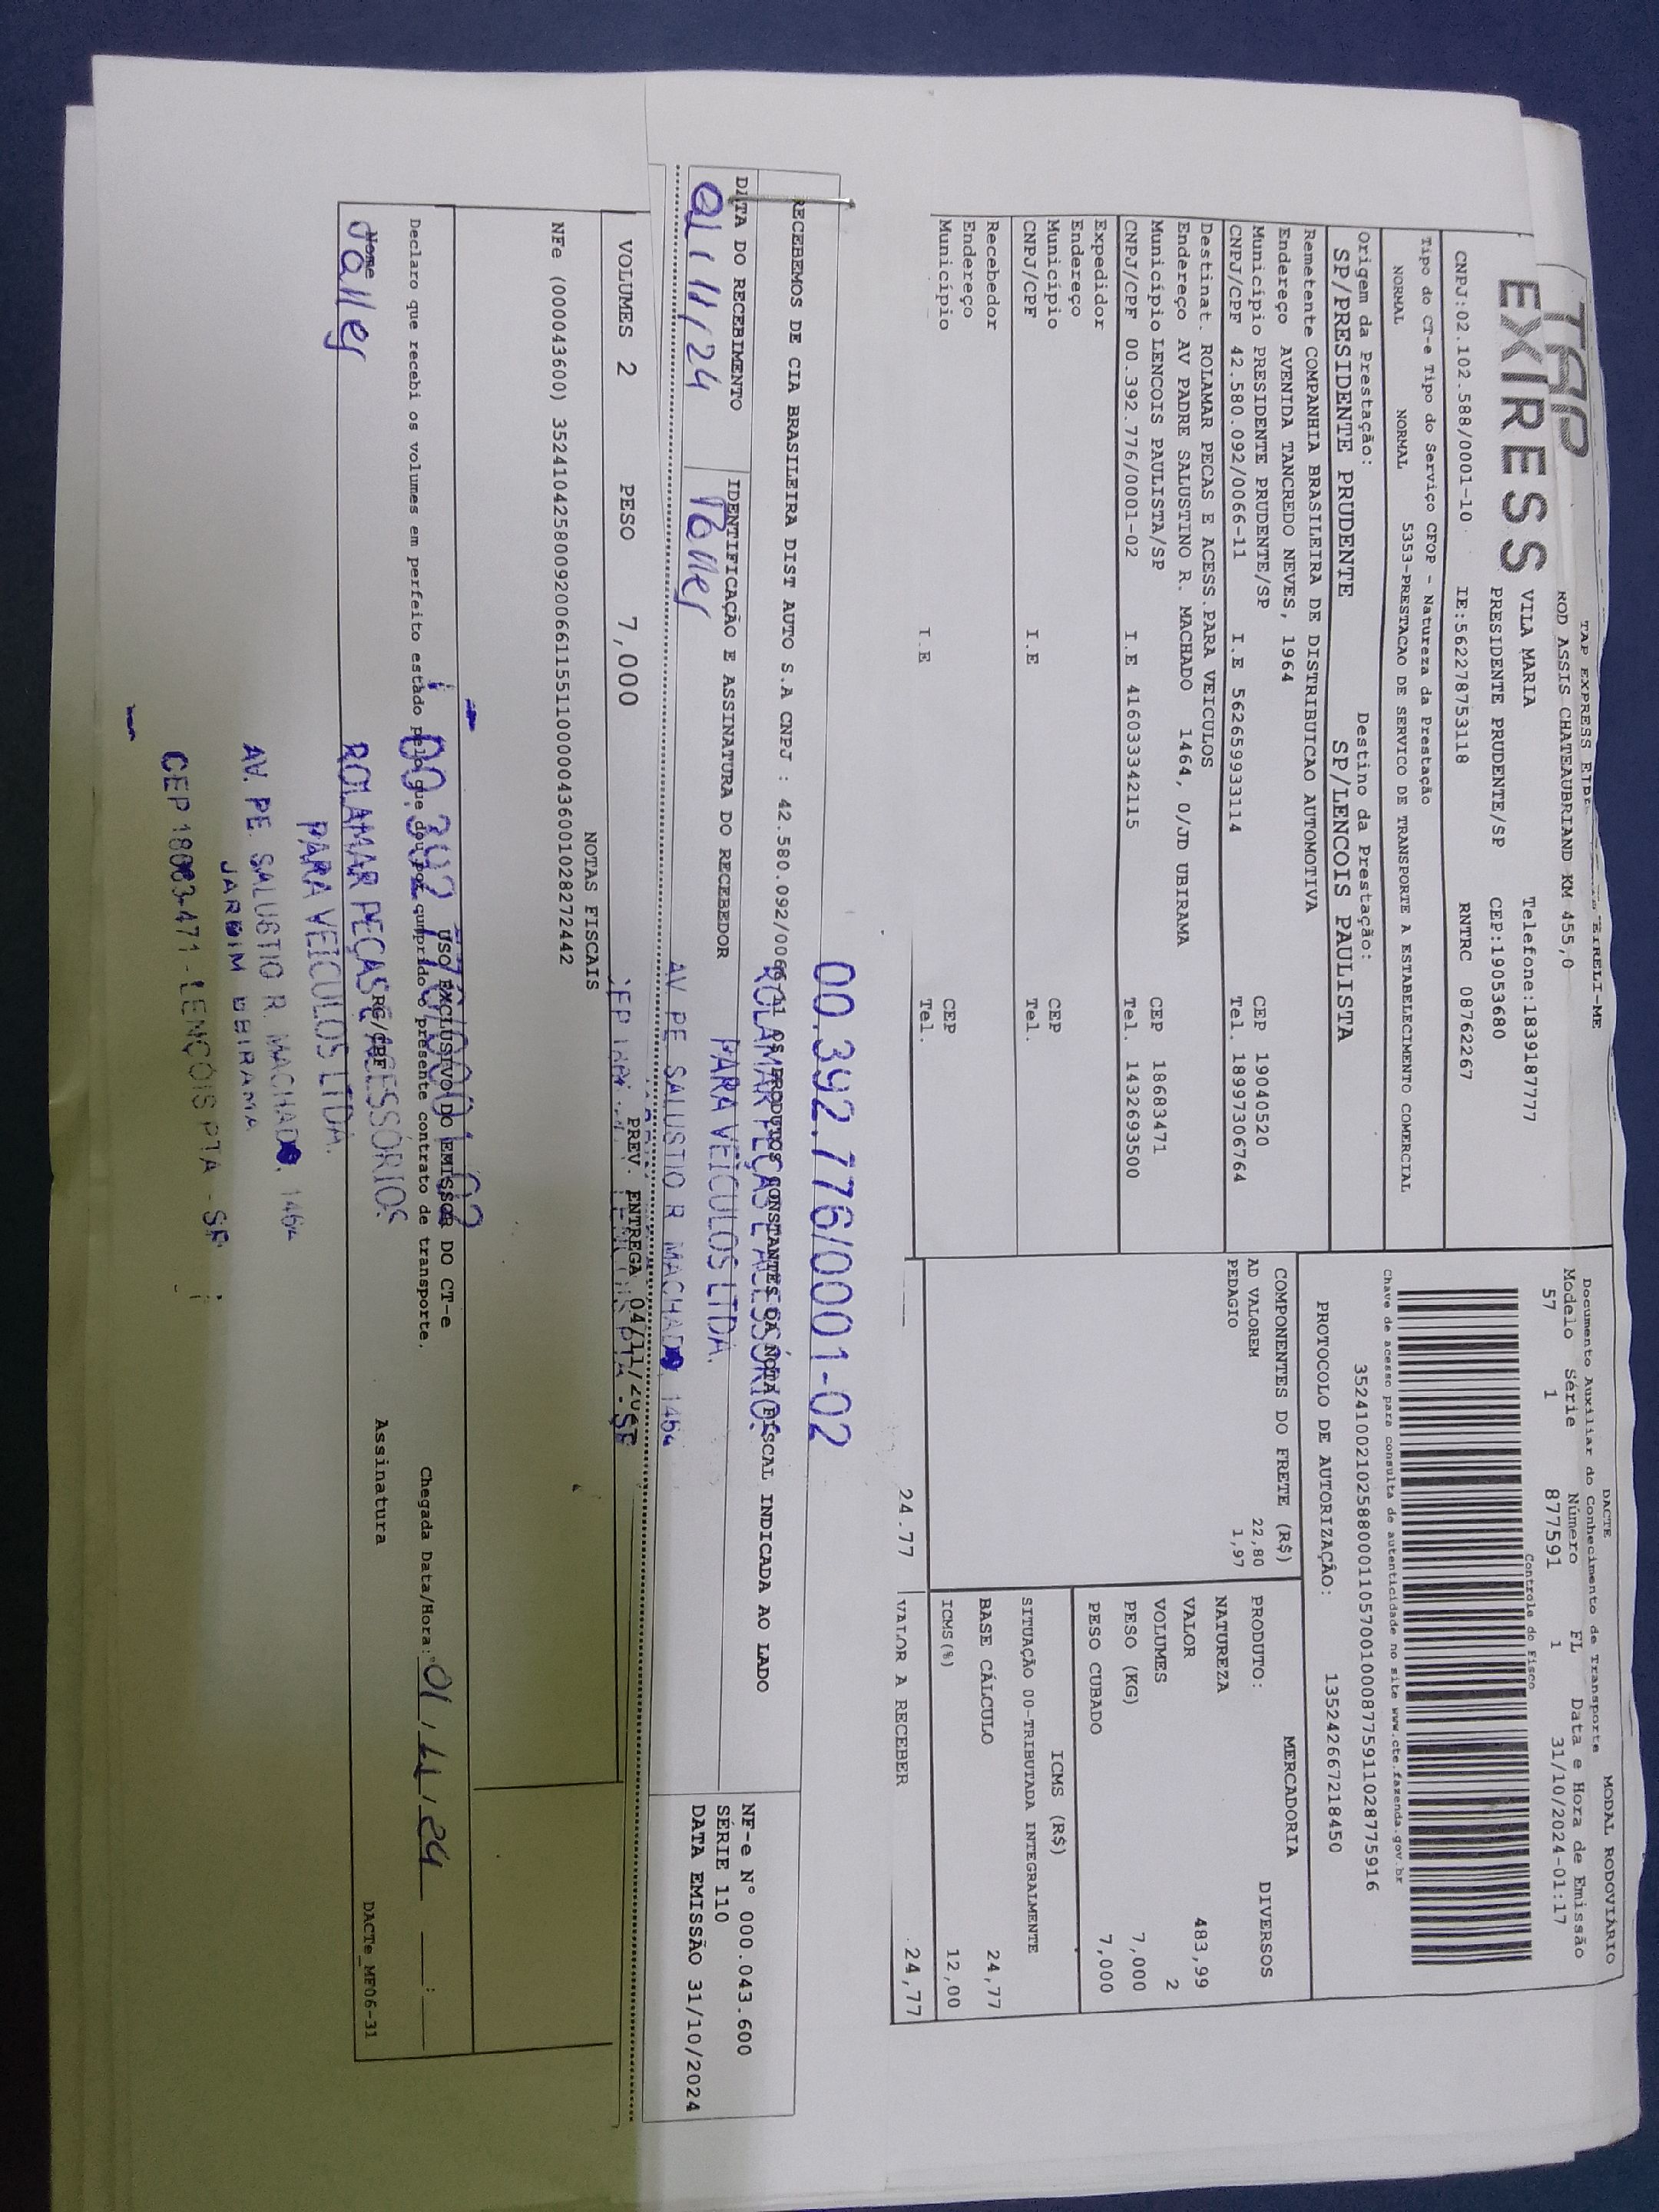 TAP
EXPRESS
ROD ASSIS CHATEAUBRIAND KM 455,0
VILA MARIA Telefone:1839187777
PRESIDENTE PRUDENTE/SP CEP:19053680
CNPJ:02.102.588/0001-10 IE:562278753118 RNTRC 08762267
Tipo do CT-e Tipo do Serviço CFOP - Natureza da Prestação
NORMAL NORMAL 5353-PRESTACAO DE SERVICO DE TRANSPORTE A ESTABELECIMENTO COMERCIAL
Origem da Prestação: Destino da Prestação:
SP/PRESIDENTE PRUDENTE SP/LENCOIS PAULISTA
Remetente COMPANHIA BRASILEIRA DE DISTRIBUICAO AUTOMOTIVA
Endereço AVENIDA TANCREDO NEVES, 1964
Município PRESIDENTE PRUDENTE/SP CEP 19040520
CNPJ/CPF 42.580.092/0066-11 I.E 562659933114 Tel. 18997306764
Destinat. ROLAMAR PECAS E ACESS.PARA VEICULOS
Endereço AV PADRE SALUSTINO R. MACHADO 1464, 0/JD UBIRAMA
Município LENCOIS PAULISTA/SP CEP 18683471
CNPJ/CPF 00.392.776/0001-02 I.E 416033342115 Tel. 1432693500
Expedidor
Endereço
Município CEP
CNPJ/CPF I.E Tel.
Recebedor
Endereço
Município CEP
I.E Tel.
MODAL RODOVIÁRIO
DACTE
Documento Auxiliar do Conhecimento de Transporte
Modelo Série Número FL Data e Hora de Emissão
57 1 877591 1 31/10/2024-01:17
Controle do Fisco
Chave de acesso para consulta de autenticidade no site www.cte.fazenda.gov.br
35241002102588000110570010008775911028775916
PROTOCOLO DE AUTORIZAÇÃO: 135242667218450
COMPONENTES DO FRETE (R$)
AD VALOREM 22,80
PEDAGIO 1,97
24.77
MERCADORIA
PRODUTO: DIVERSOS
NATUREZA
VALOR 483,99
VOLUMES 2
PESO (KG) 7,000
PESO CUBADO 7,000
ICMS (R$)
SITUAÇÃO 00-TRIBUTADA INTEGRALMENTE
BASE CÁLCULO 24,77
ICMS(%) 12,00
VALOR A RECEBER 24,77
00.392.776/0001-02
RECEBEMOS DE CIA BRASILEIRA DIST AUTO S.A CNPJ : 42.580.092/0066-11 OS PRODUTOS CONSTANTES DA NOTA FISCAL INDICADA AO LADO
ROLAMAR PEÇAS E ACESSÓRIOS
PARA VEÍCULOS LTDA.
AV. PE SALUSTIO R MACHADO, 1464
DATA DO RECEBIMENTO IDENTIFICAÇÃO E ASSINATURA DO RECEBEDOR
01/11/24
NF-e N° 000.043.600
SÉRIE 110
DATA EMISSÃO 31/10/2024
VOLUMES 2 PESO 7,000 PREV. ENTREGA 04/11/
NOTAS FISCAIS
NFe (000043600) 35241042580092006611551100000436001028272442
USO EXCLUSIVO DO EMISSOR DO CT-e
Declaro que recebi os volumes em perfeito estado pelo que dou por cumprido o presente contrato de transporte. Chegada Data/Hora: 01/11/24
Nome RG/CPF Assinatura
ROLAMAR PEÇAS E ACESSÓRIOS
PARA VEÍCULOS LTDA.
AV. PE. SALUSTIO R. MACHADO, 1464
JARDIM UBIRAMA
CEP 18683-471 - LENÇÓIS PTA - SP
DACTe_MF06-31